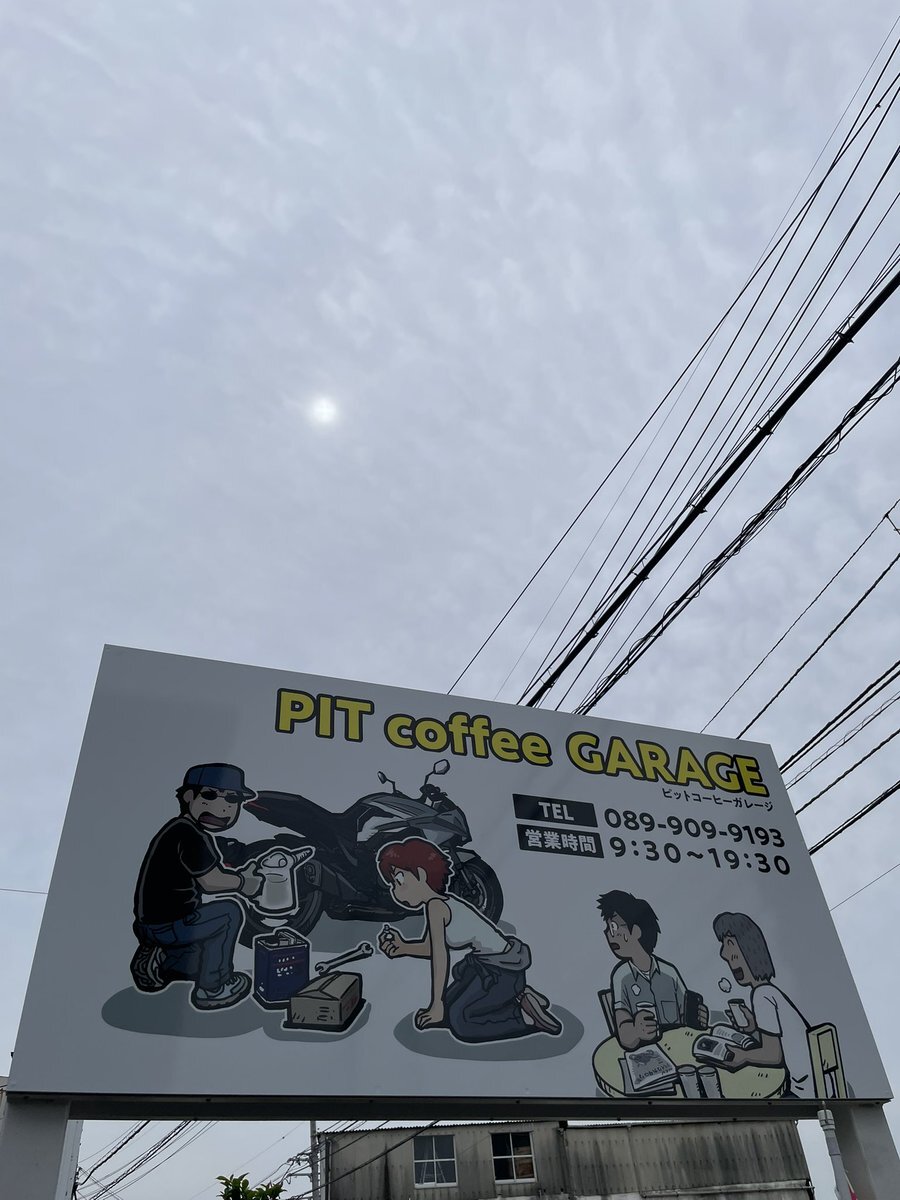 PIT coffee GARAGE
ピットコーヒーガレージ
TEL 089-909-9193
営業時間 9:30~19:30